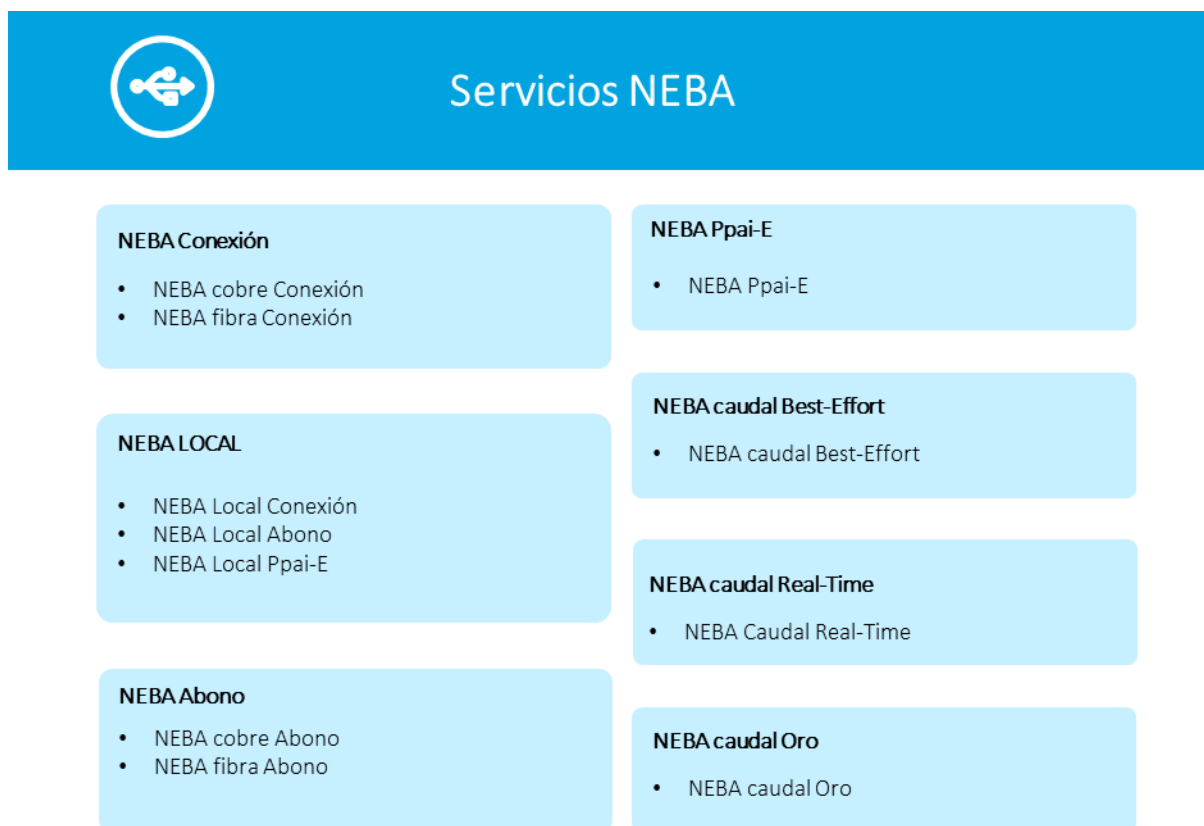 Servicios NEBA
NEBA Conexión
• NEBA cobre Conexión
• NEBA fibra Conexión
NEBA LOCAL
• NEBA Local Conexión
• NEBA Local Abono
• NEBA Local Ppai-E
NEBA Abono
• NEBA cobre Abono
• NEBA fibra Abono
NEBA Ppai-E
• NEBA Ppai-E
NEBA caudal Best-Effort
• NEBA caudal Best-Effort
NEBA caudal Real-Time
• NEBA Caudal Real-Time
NEBA caudal Oro
• NEBA caudal Oro